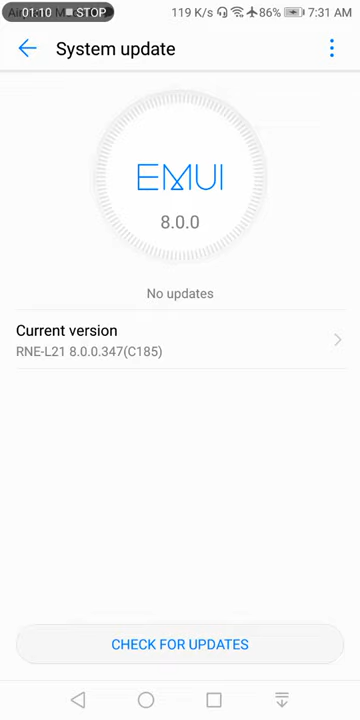 01:10 STOP 119 K/s 86% 7:31 AM
System update
EMUI
8.0.0
No updates
Current version
RNE-L21 8.0.0.347(C185)
CHECK FOR UPDATES